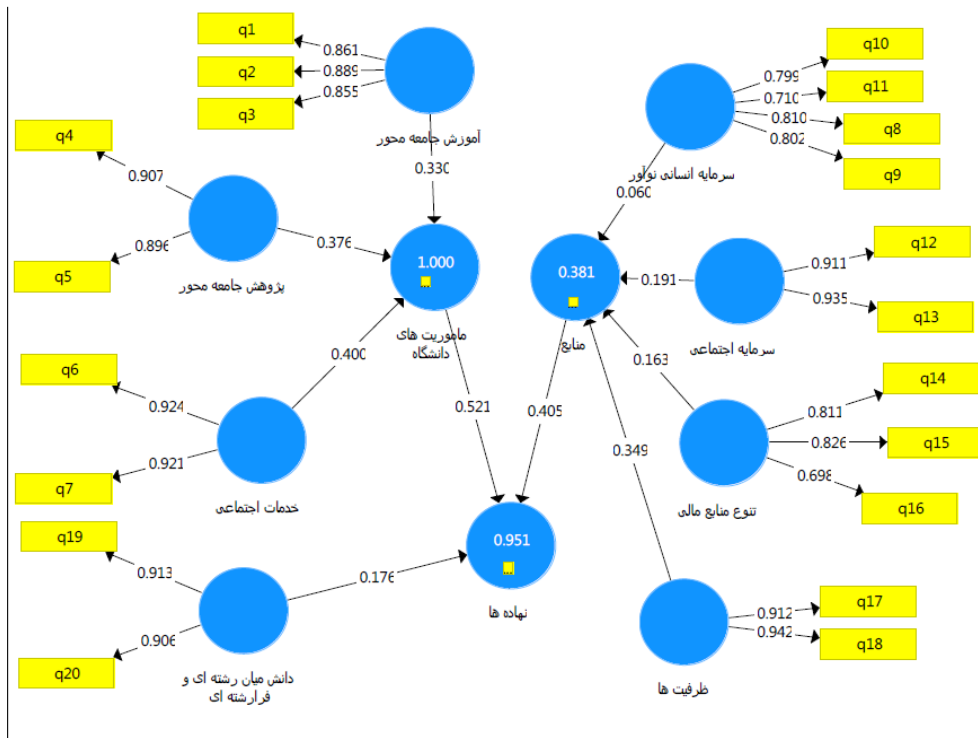 q1
0.861
q2
0.889
q3
0.855
آموزش جامعه محور
0.330
q10
0.799
q11
0.710
q8
0.810
q9
0.802
سرمایه انسانی نوآور
0.060
q4
0.907
q5
0.896
پژوهش جامعه محور
0.376
1.000
ماموریت های
دانشگاه
0.381
منابع
q12
0.911
q13
0.935
0.191
سرمایه اجتماعی
q6
0.924
q7
0.921
خدمات اجتماعی
0.400
0.521
0.405
0.163
0.349
q14
0.811
q15
0.826
q16
0.698
تنوع منابع مالی
q19
0.913
q20
0.906
دانش میان رشته ای و
فرارشته ای
0.176
0.951
نهاده ها
q17
0.912
q18
0.942
ظرفیت ها